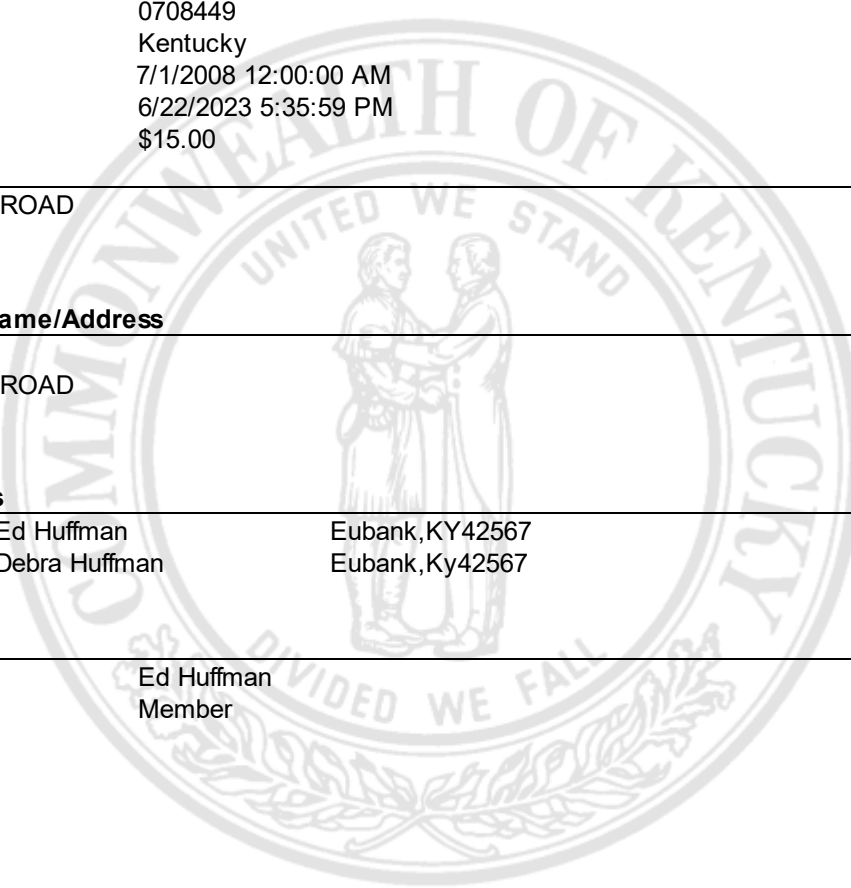 0708449
Kentucky
7/1/2008 12:00:00 AM
6/22/2023 5:35:59 PM
$15.00
ROAD
ame/Address
ROAD
s
Ed Huffman Eubank,KY42567
Debra Huffman Eubank,Ky42567
Ed Huffman
Member
COMMONWEALTH OF KENTUCKY
UNITED WE STAND
DIVIDED WE FALL